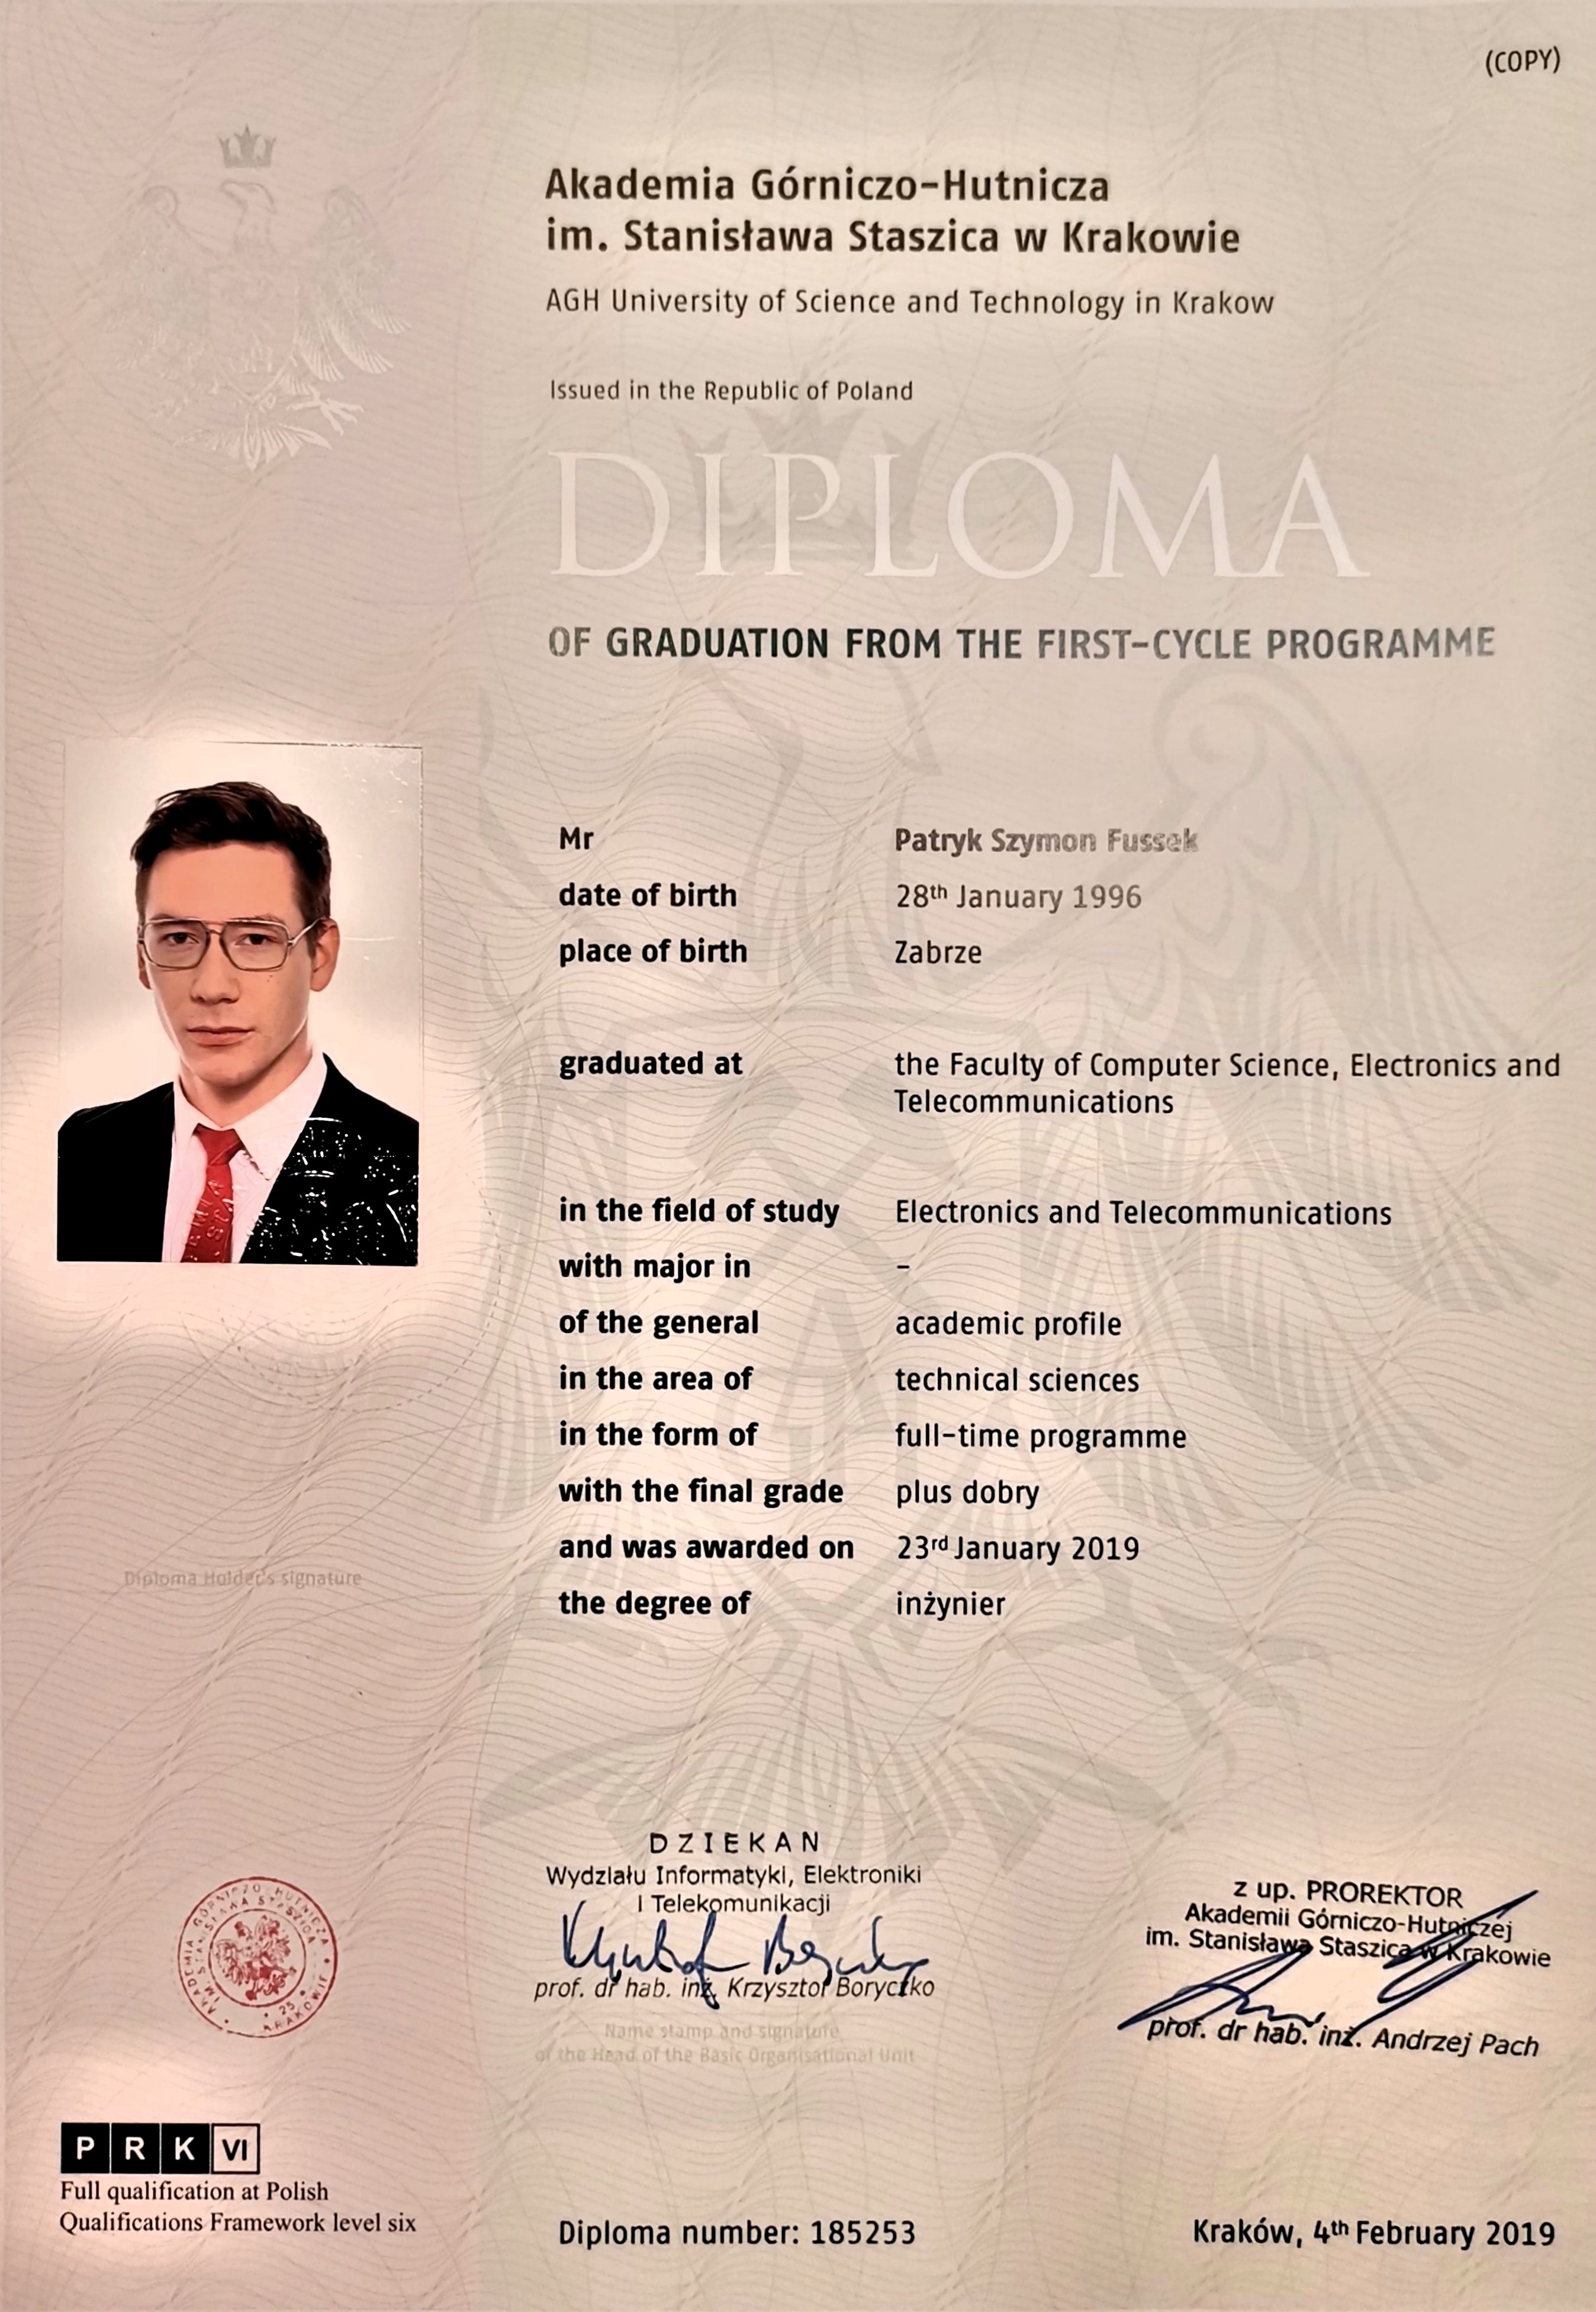 (COPY)
Akademia Górniczo-Hutnicza
im. Stanisława Staszica w Krakowie
AGH University of Science and Technology in Krakow
Issued in the Republic of Poland
DIPLOMA
OF GRADUATION FROM THE FIRST-CYCLE PROGRAMME
Mr Patryk Szymon Fussek
date of birth 28th January 1996
place of birth Zabrze
graduated at the Faculty of Computer Science, Electronics and
Telecommunications
in the field of study Electronics and Telecommunications
with major in –
of the general academic profile
in the area of technical sciences
in the form of full-time programme
with the final grade plus dobry
and was awarded on 23rd January 2019
the degree of inżynier
Diploma Holder's signature
DZIEKAN
Wydziału Informatyki, Elektroniki
i Telekomunikacji
prof. dr hab. inż. Krzysztof Boryczko
Name stamp and signature
of the Head of the Basic Organisational Unit
z up. PROREKTOR
Akademii Górniczo-Hutniczej
im. Stanisława Staszica w Krakowie
prof. dr hab. inż. Andrzej Pach
AKADEMIA GÓRNICZO-HUTNICZA
IM. STANISŁAWA STASZICA
KRAKOWIE
25
PRK VI
Full qualification at Polish
Qualifications Framework level six
Diploma number: 185253
Kraków, 4th February 2019